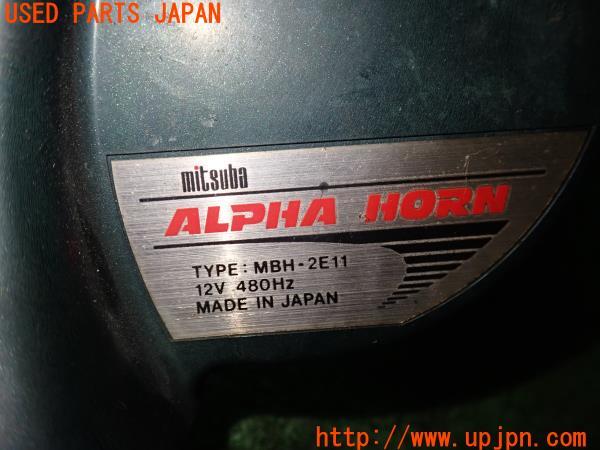 USED PARTS JAPAN
mitsuba
ALPHA HORN
TYPE: MBH-2E11
12V 480Hz
MADE IN JAPAN
http://www.upjpn.com/